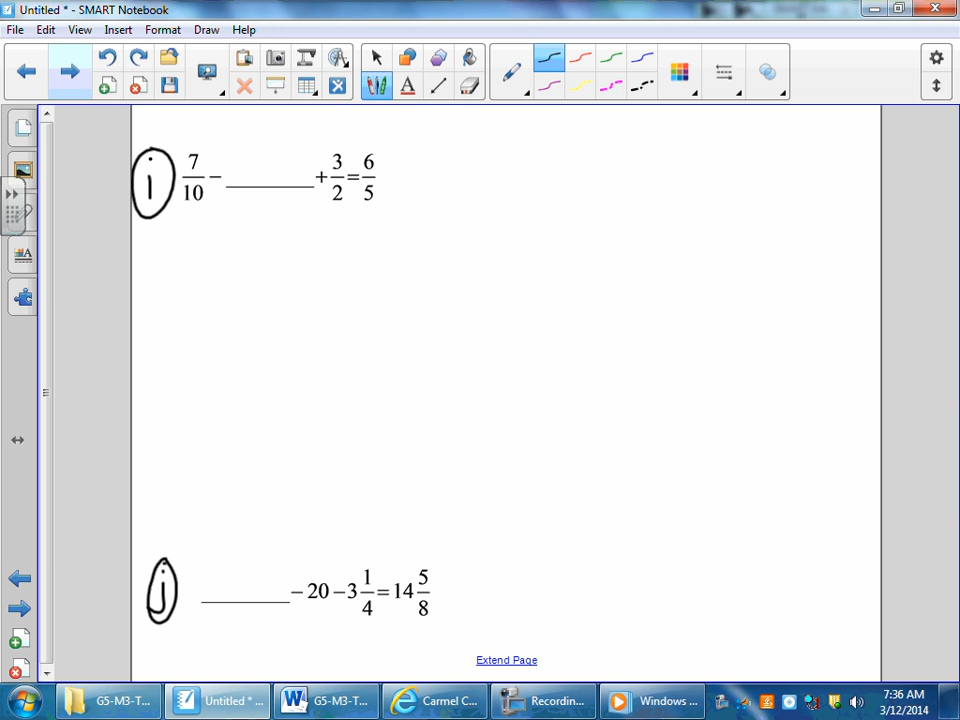 Untitled * - SMART Notebook
File Edit View Insert Format Draw Help
i 7/10 - ________ + 3/2 = 6/5
j ________ - 20 - 3 1/4 = 14 5/8
Extend Page
G5-M3-T... Untitled * ... G5-M3-T... Carmel C... Recordin... Windows ... 7:36 AM
3/12/2014